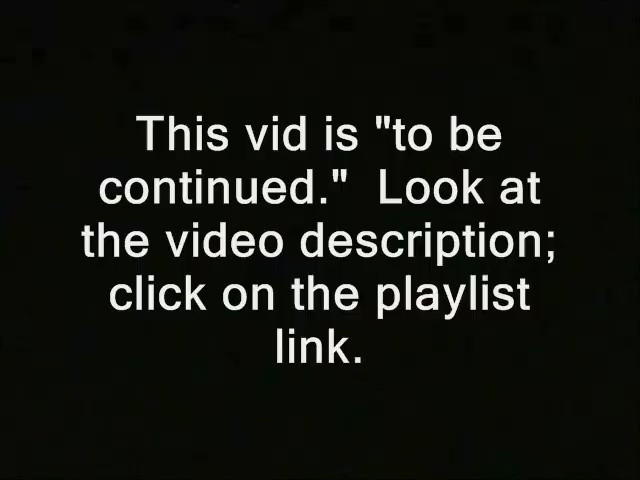 This vid is "to be
continued."  Look at
the video description;
click on the playlist
link.